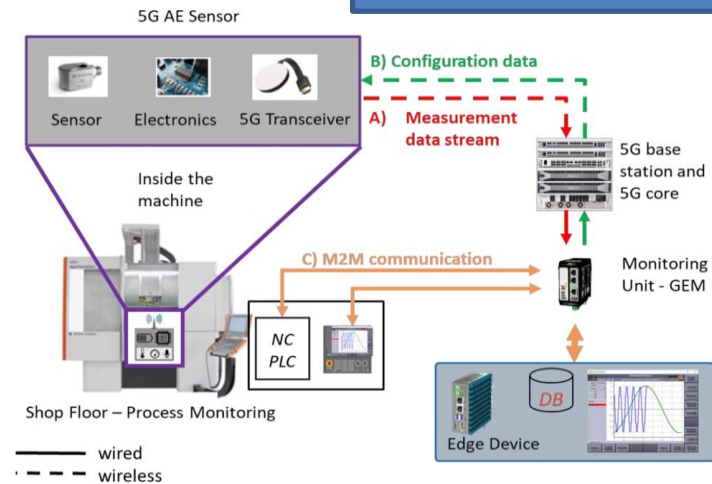 5G AE Sensor
B) Configuration data
Sensor
Electronics
5G Transceiver
A) Measurement
data stream
5G base
station and
5G core
Inside the
machine
C) M2M communication
Monitoring
Unit - GEM
NC
PLC
Shop Floor – Process Monitoring
DB
Edge Device
wired
wireless